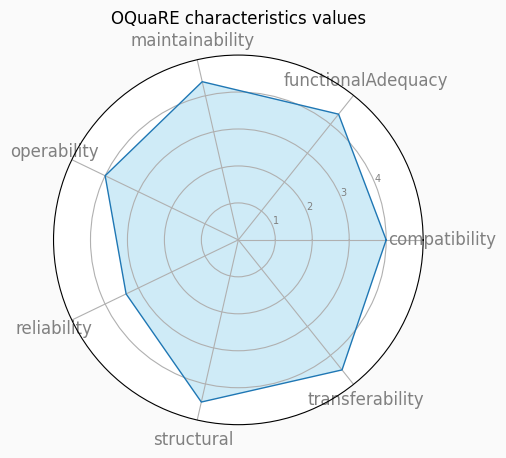 OQuaRE characteristics values
maintainability
functionalAdequacy
operability
4
3
2
1
compatibility
reliability
transferability
structural